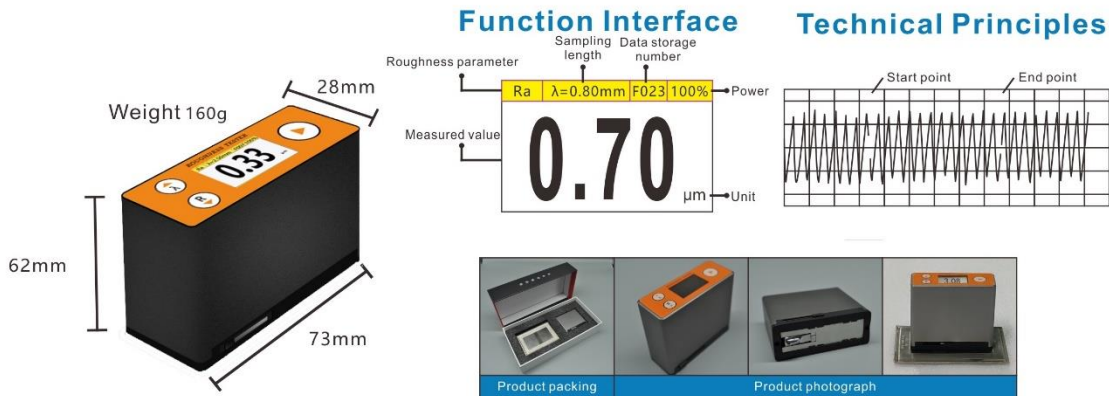 Function Interface
Technical Principles
Sampling
length
Data storage
number
Roughness parameter
Start point
End point
28mm
Ra
λ=0.80mm
F023
100%
Power
Weight 160g
ROUGHNESS TESTER
Measured value
0.70
0.33
μm
Unit
62mm
73mm
Product packing
Product photograph